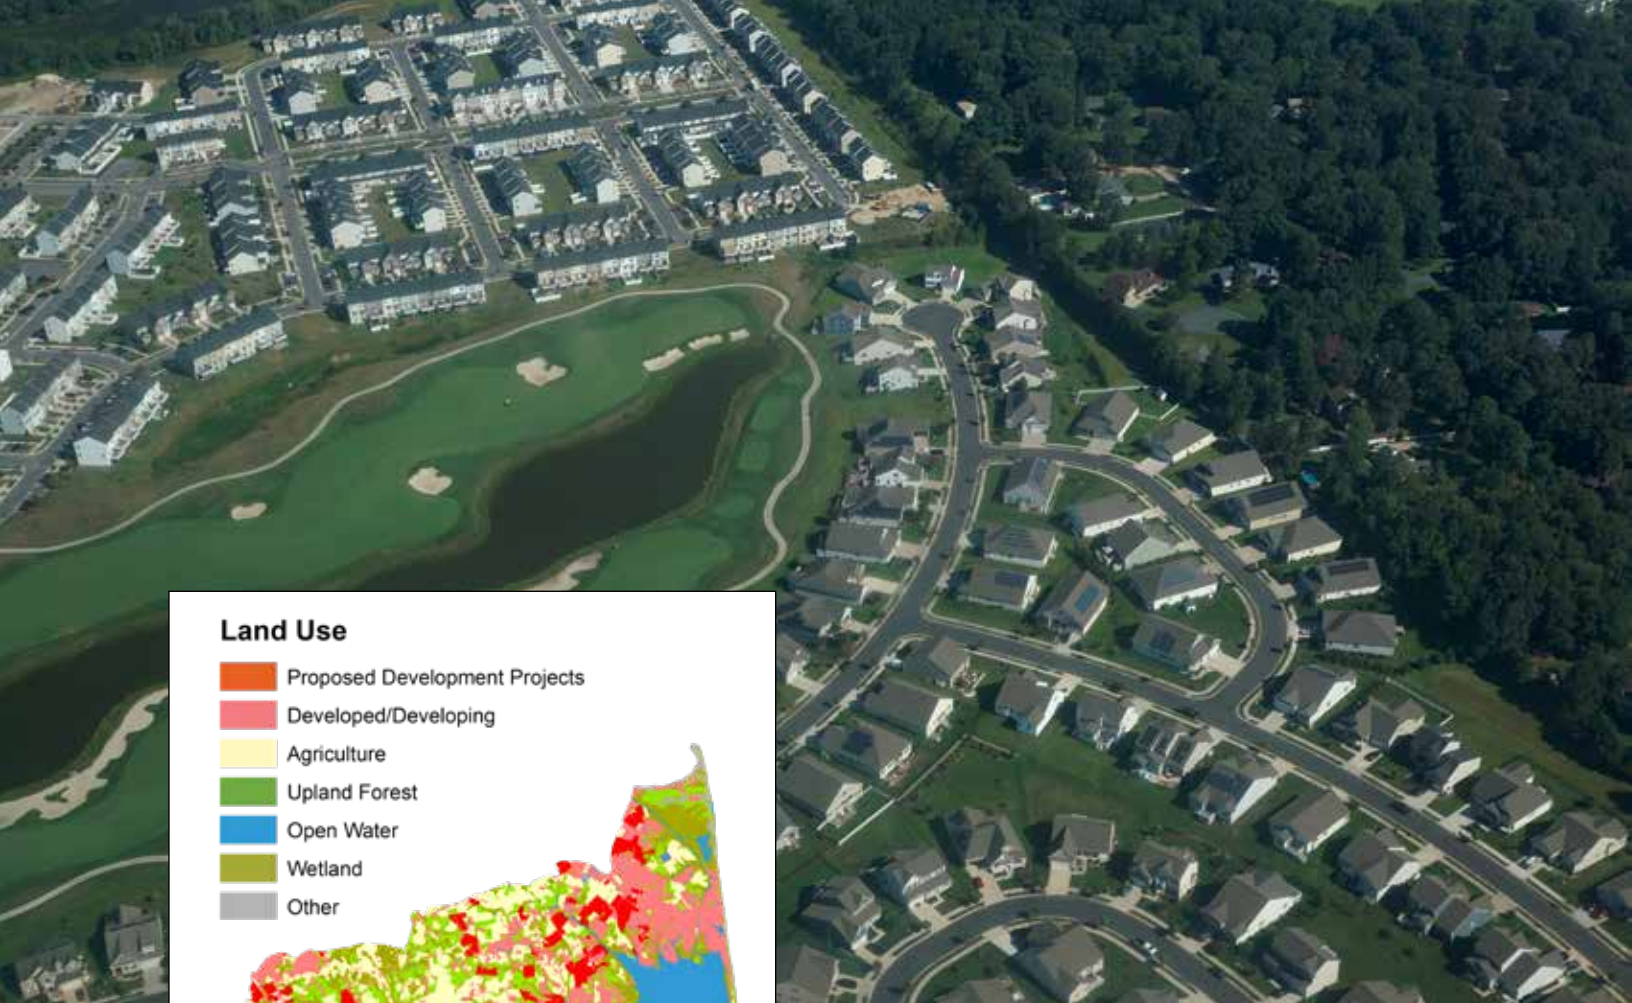 Land Use
Proposed Development Projects
Developed/Developing
Agriculture
Upland Forest
Open Water
Wetland
Other